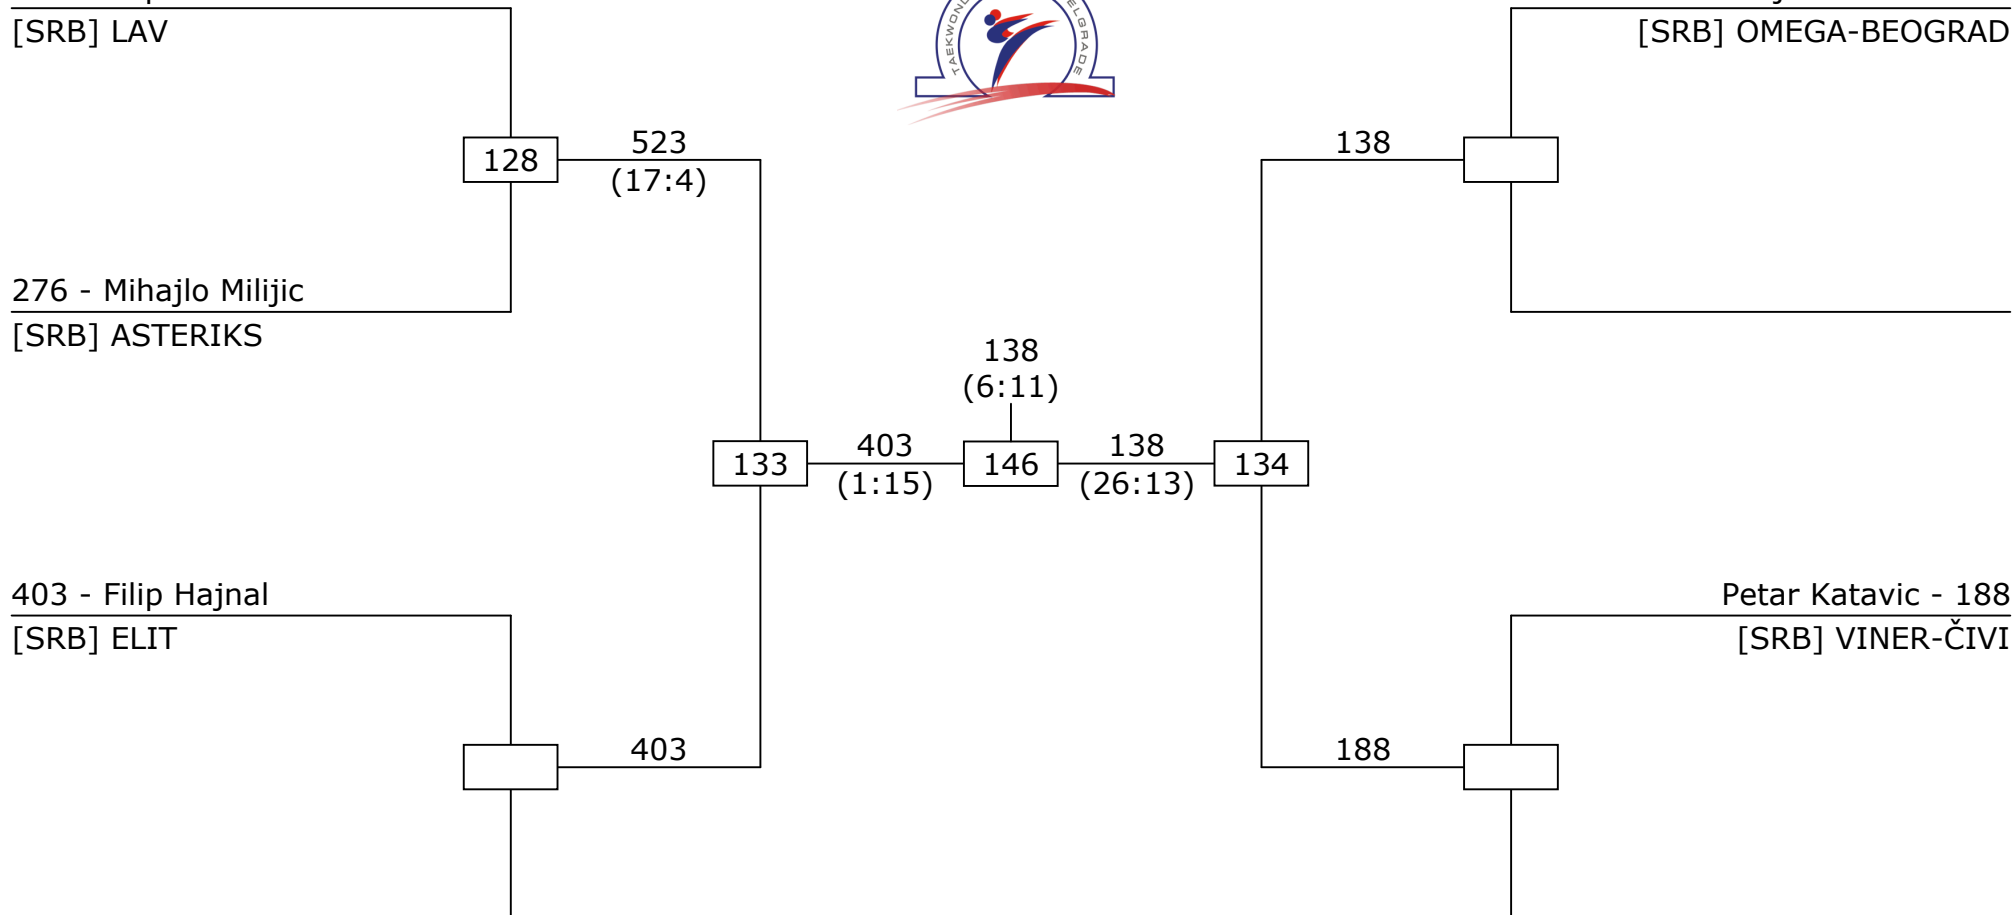 [SRB] LAV
TAEKWOND
ELGRADE
[SRB] OMEGA-BEOGRAD
128
523
(17:4)
138
276 - Mihajlo Milijic
[SRB] ASTERIKS
138
(6:11)
133
403
(1:15)
146
138
(26:13)
134
403 - Filip Hajnal
[SRB] ELIT
Petar Katavic - 188
[SRB] VINER-ČIVI
403
188